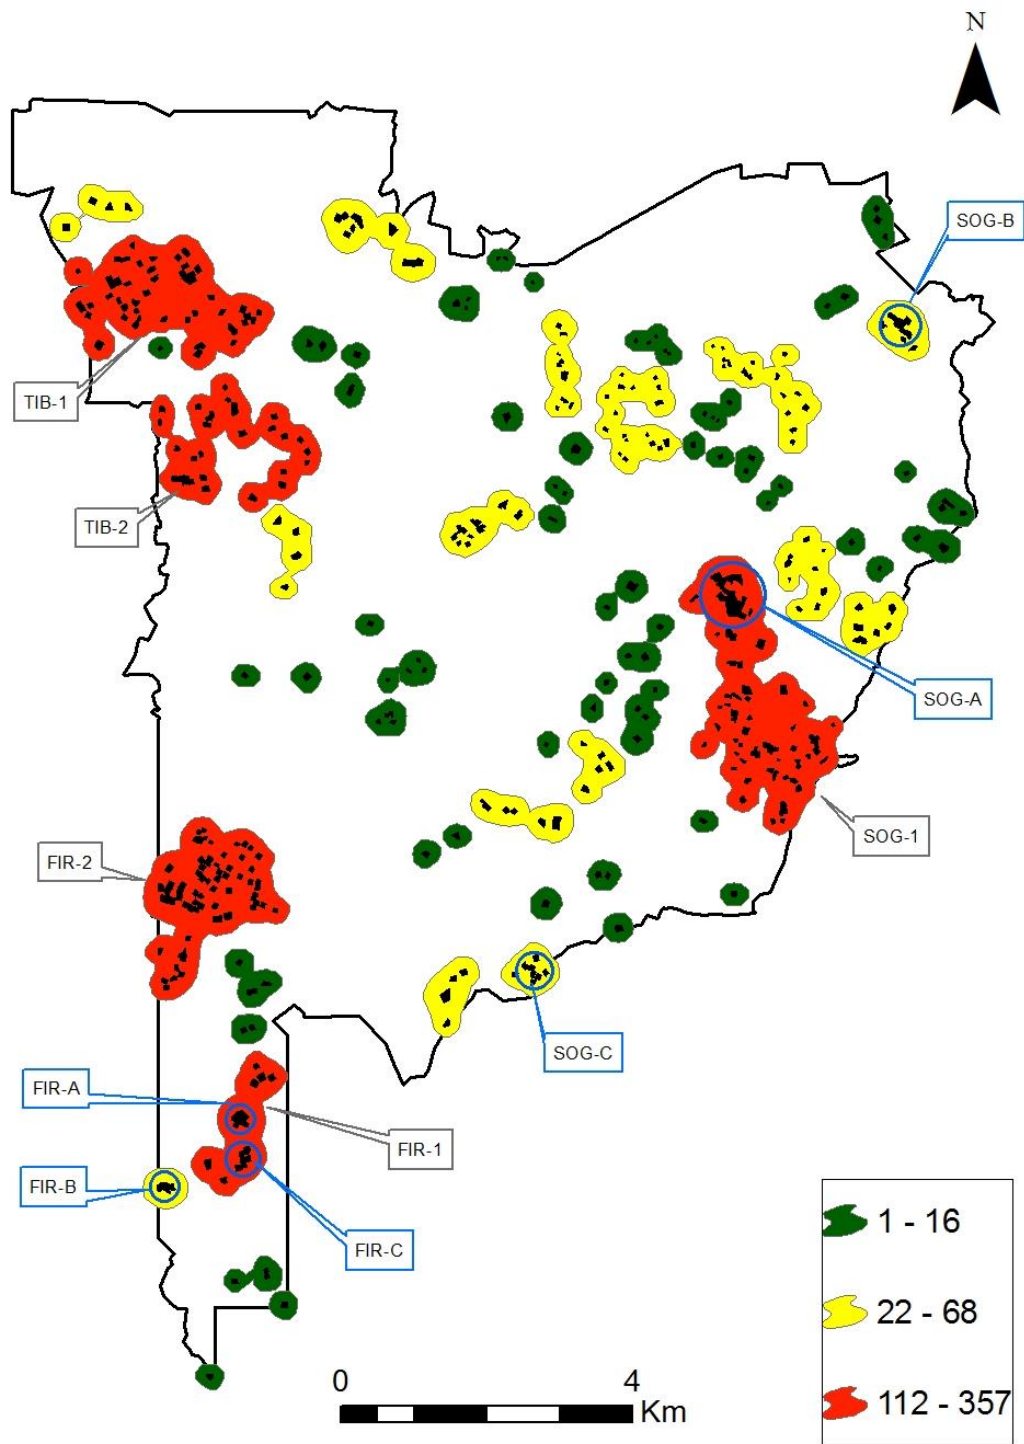 N
SOG-B
TIB-1
TIB-2
SOG-A
SOG-1
FIR-2
SOG-C
FIR-A
FIR-1
FIR-B
FIR-C
1 - 16
22 - 68
112 - 357
0 4
Km